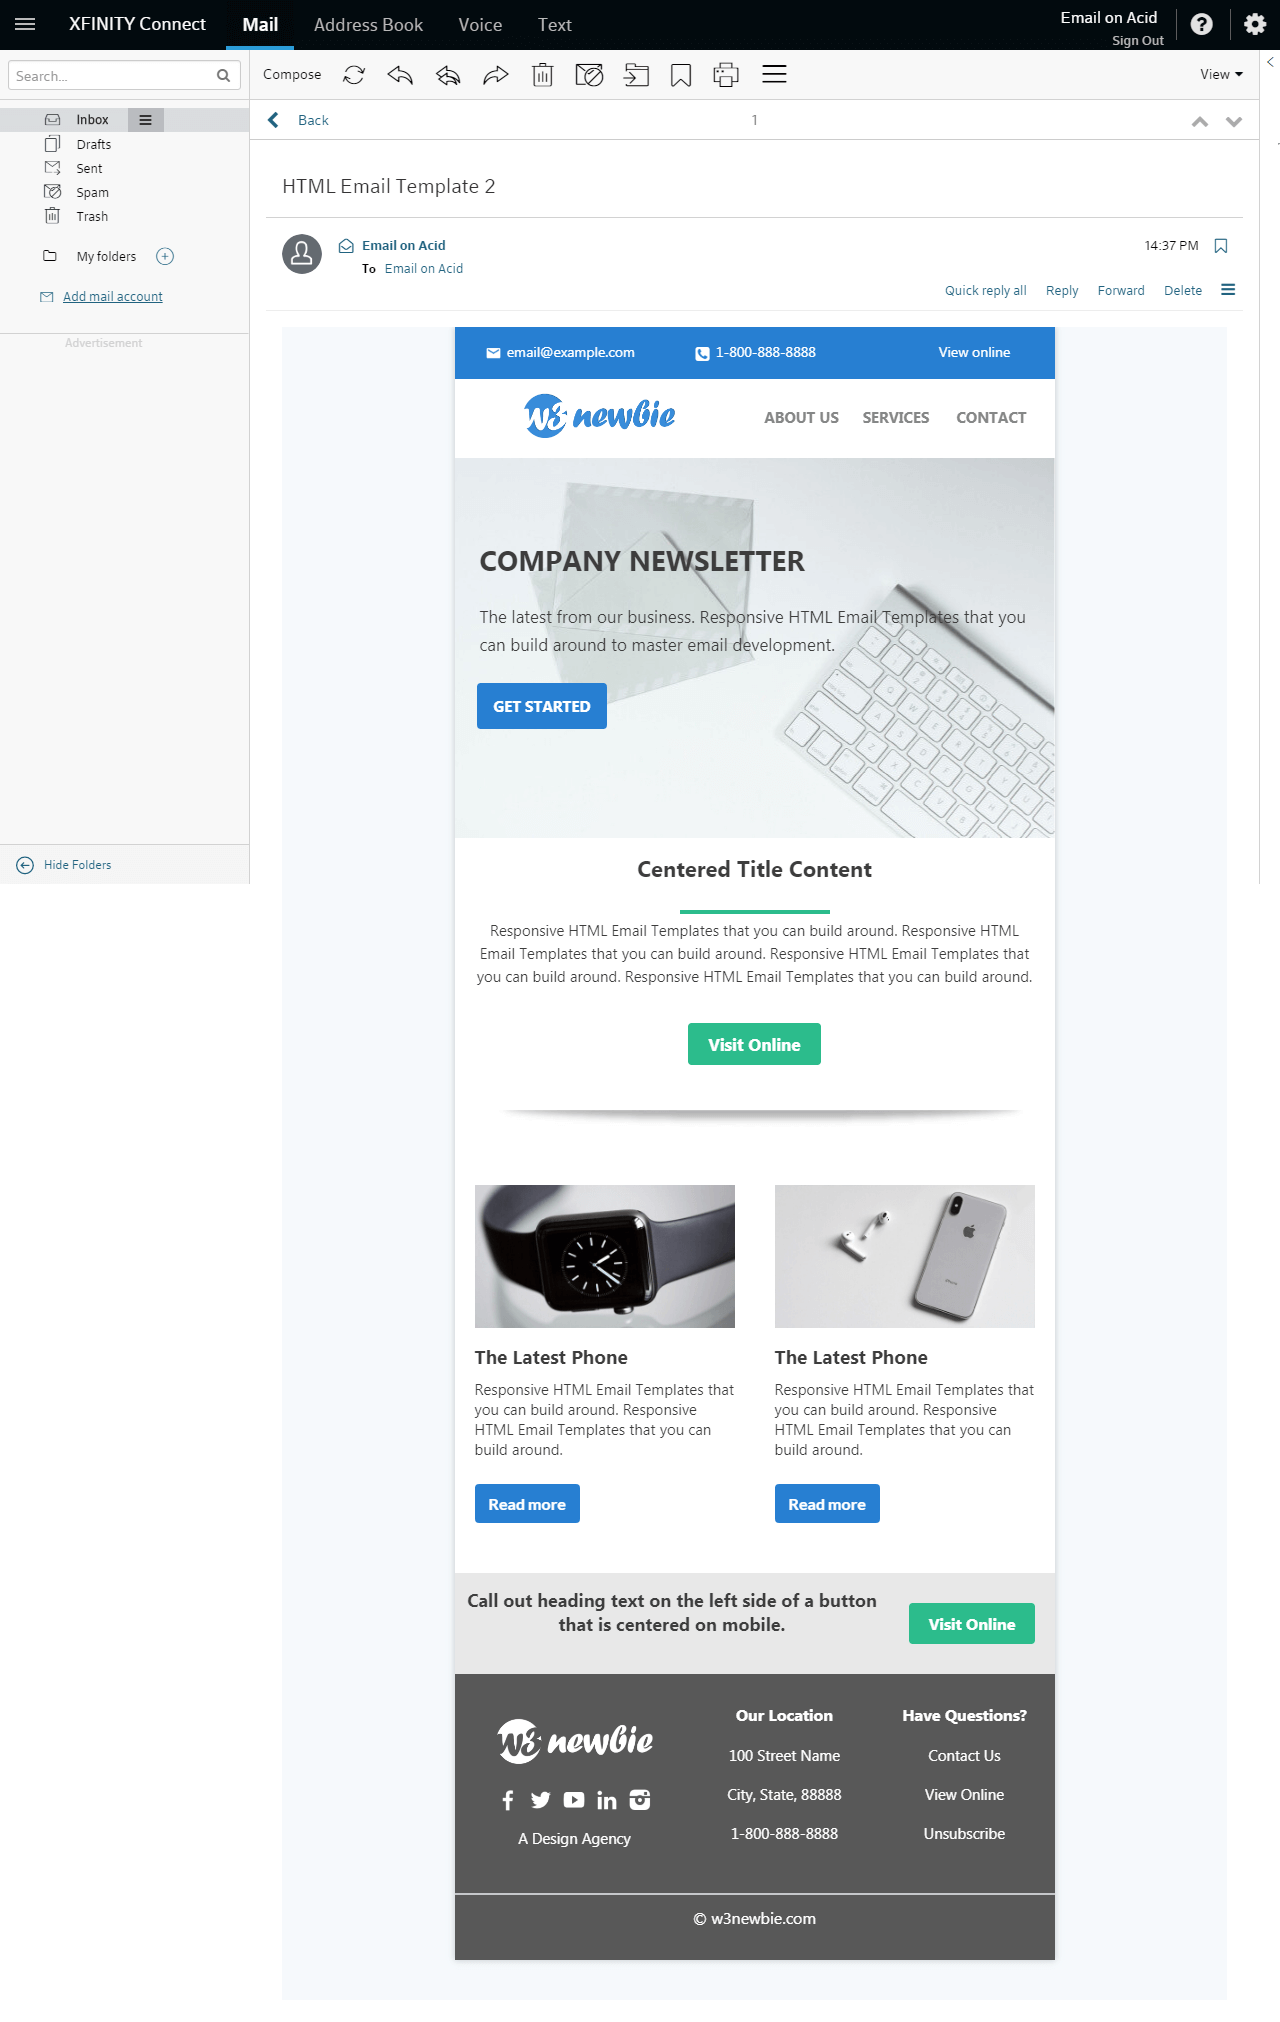 XFINITY Connect
Mail
Address Book
Voice
Text
Email on Acid
Sign Out
Search...
Compose
View
Inbox
Drafts
Sent
Spam
Trash
My folders
Add mail account
Advertisement
Hide Folders
Back
1
HTML Email Template 2
Email on Acid
14:37 PM
To Email on Acid
Quick reply all Reply Forward Delete
email@example.com
1-800-888-8888
View online
w3 newbie
ABOUT US SERVICES CONTACT
COMPANY NEWSLETTER
The latest from our business. Responsive HTML Email Templates that you
can build around to master email development.
GET STARTED
Centered Title Content
Responsive HTML Email Templates that you can build around. Responsive HTML
Email Templates that you can build around. Responsive HTML Email Templates that
you can build around. Responsive HTML Email Templates that you can build around.
Visit Online
The Latest Phone
Responsive HTML Email Templates that
you can build around. Responsive
HTML Email Templates that you can
build around.
Read more
The Latest Phone
Responsive HTML Email Templates that
you can build around. Responsive
HTML Email Templates that you can
build around.
Read more
Call out heading text on the left side of a button
that is centered on mobile.
Visit Online
w3 newbie
A Design Agency
Our Location
100 Street Name
City, State, 88888
1-800-888-8888
Have Questions?
Contact Us
View Online
Unsubscribe
© w3newbie.com